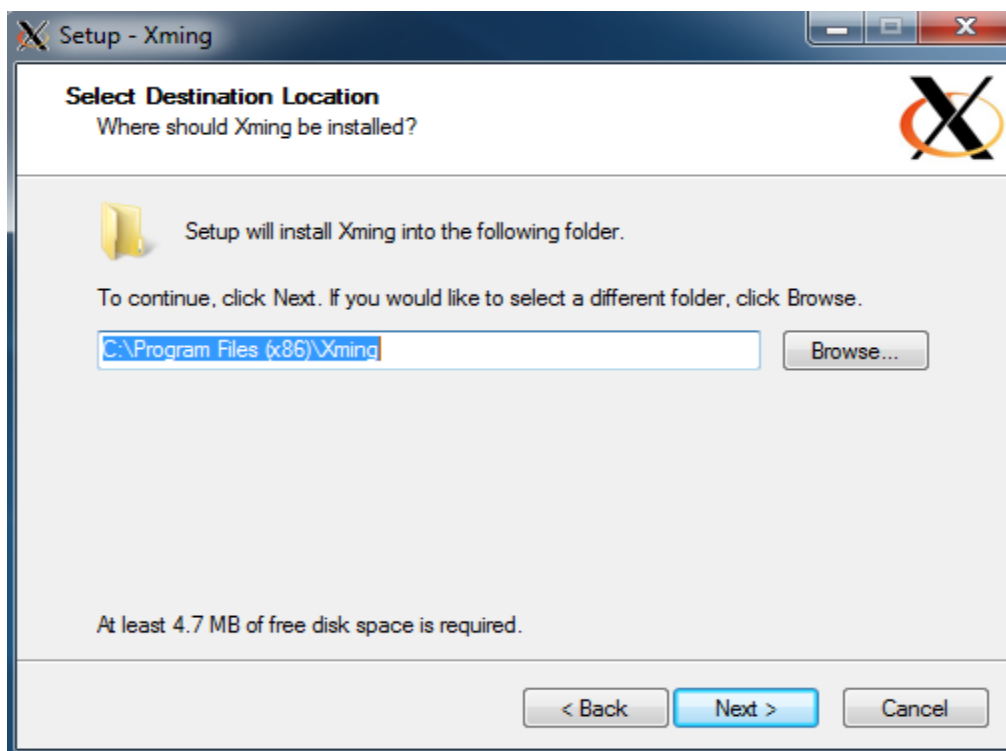 Setup - Xming
Select Destination Location
Where should Xming be installed?
Setup will install Xming into the following folder.
To continue, click Next. If you would like to select a different folder, click Browse.
C:\Program Files (x86)\Xming
Browse...
At least 4.7 MB of free disk space is required.
< Back
Next >
Cancel